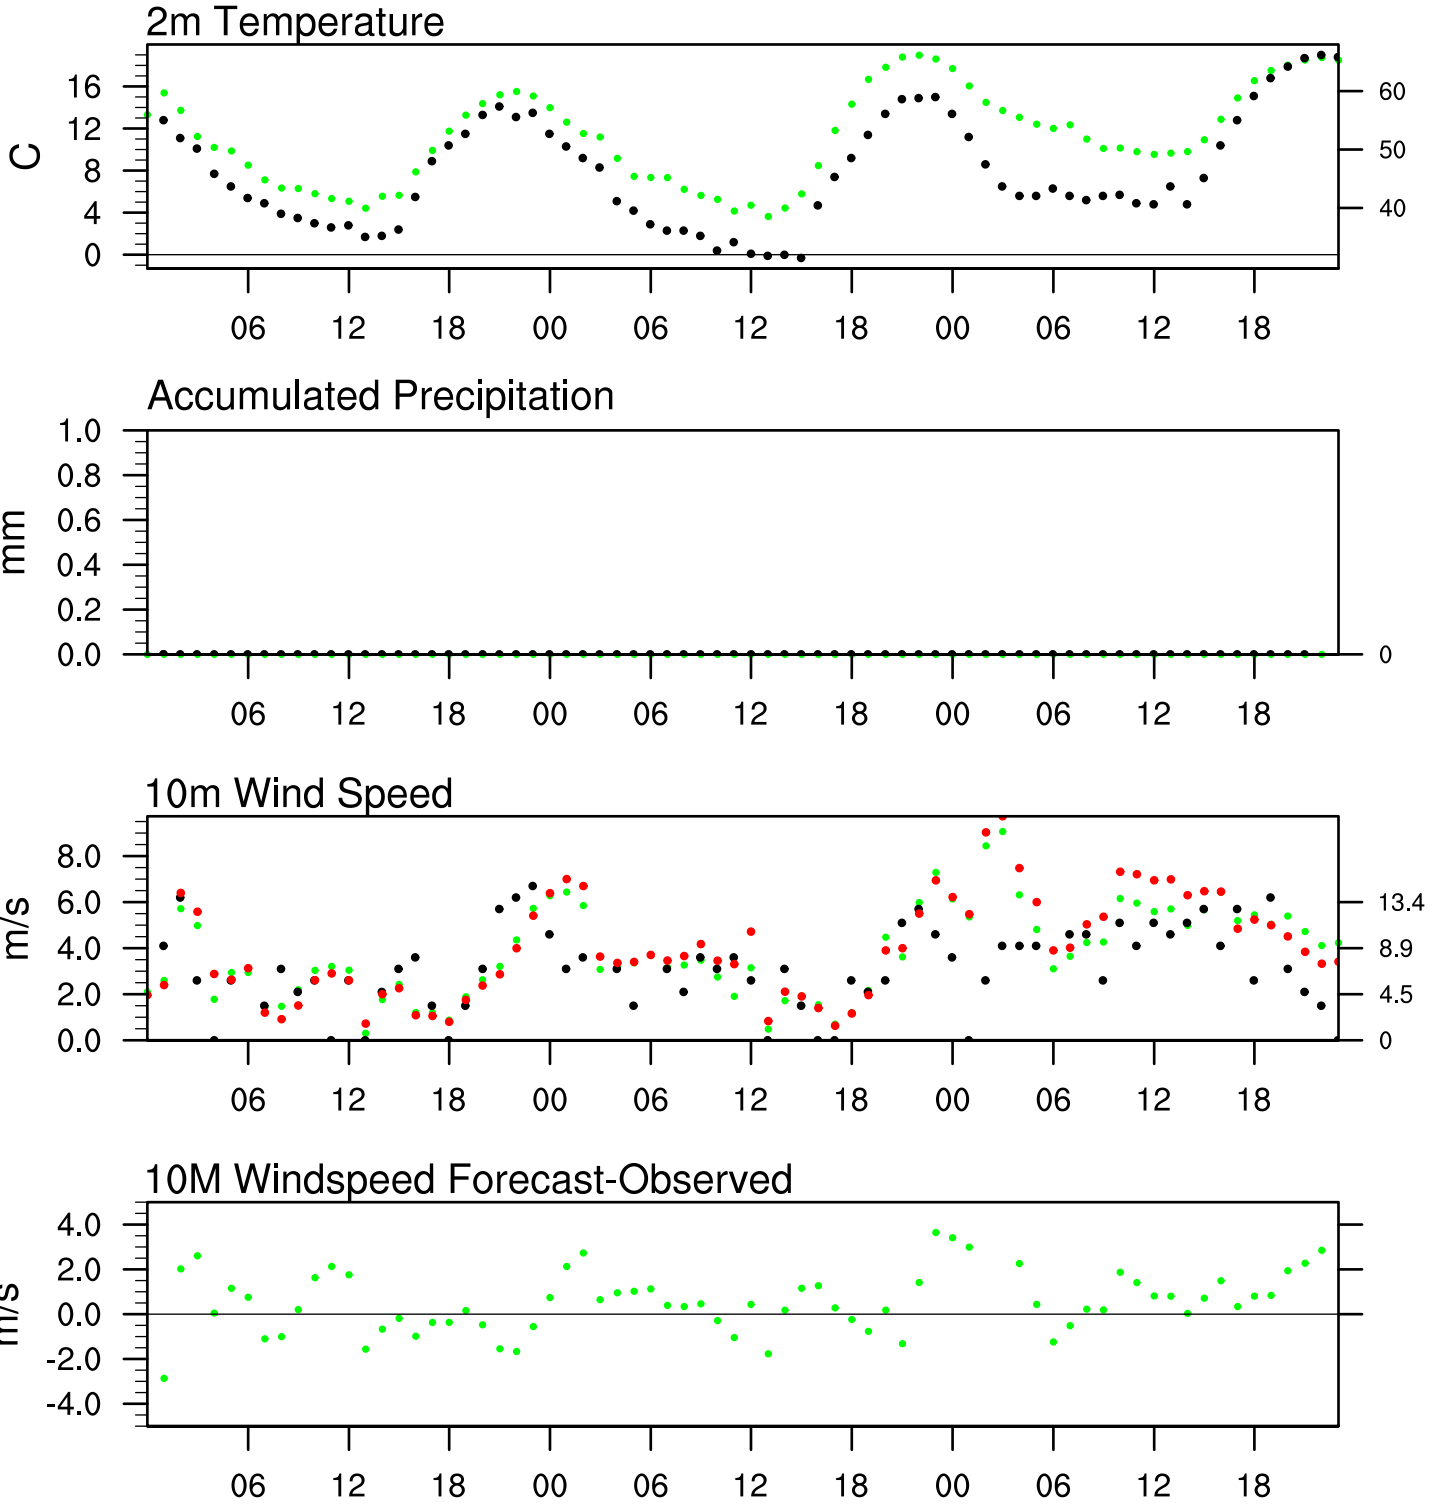 2m Temperature
C
16
12
8
4
0
60
50
40
06 12 18 00 06 12 18 00 06 12 18
Accumulated Precipitation
mm
1.0
0.8
0.6
0.4
0.2
0.0
0
06 12 18 00 06 12 18 00 06 12 18
10m Wind Speed
m/s
8.0
6.0
4.0
2.0
0.0
13.4
8.9
4.5
0
06 12 18 00 06 12 18 00 06 12 18
10M Windspeed Forecast-Observed
m/s
4.0
2.0
0.0
-2.0
-4.0
06 12 18 00 06 12 18 00 06 12 18